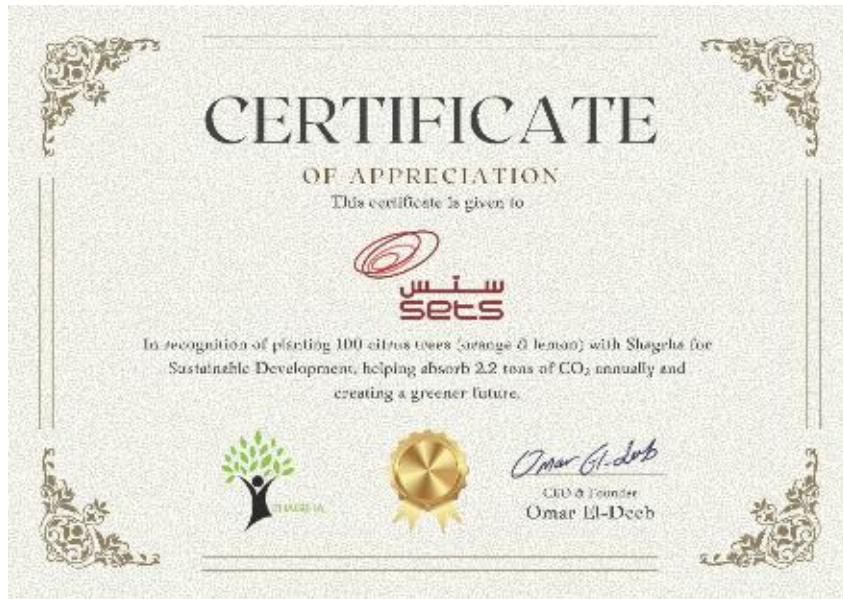 CERTIFICATE
OF APPRECIATION
This certificate is given to
ستس
sets
In recognition of planting 100 citrus trees (orange & lemon) with Shagrha for
Sustainable Development, helping absorb 2.2 tons of CO₂ annually and
creating a greener future.
SHAGRHA
Omar El-deeb
CEO & Founder
Omar El-Deeb